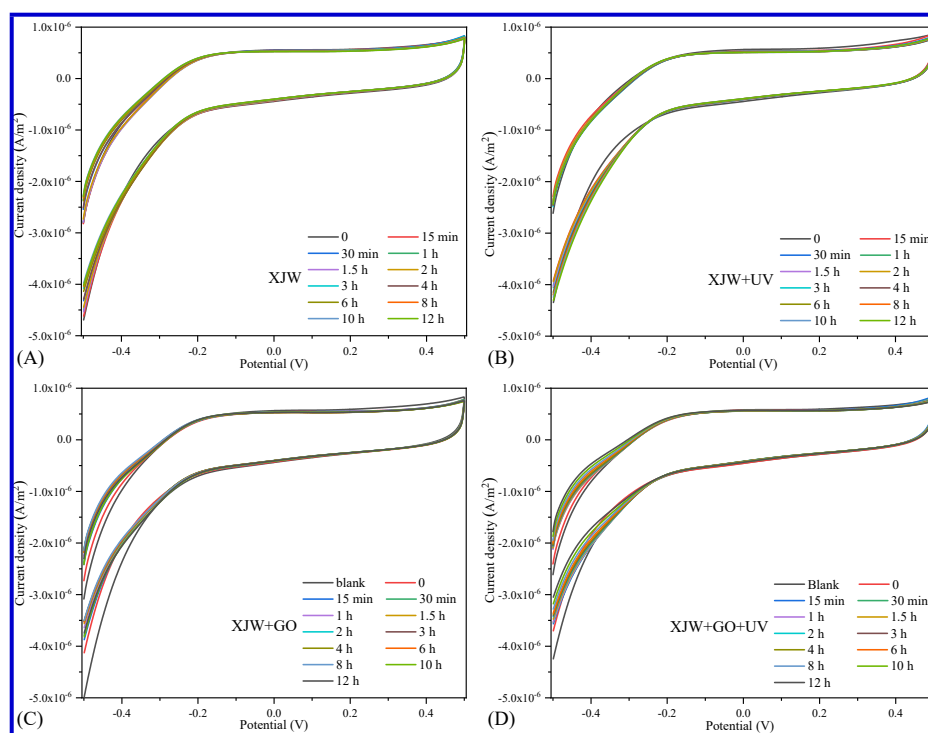 1.0x10⁻⁶
0.0
-1.0x10⁻⁶
-2.0x10⁻⁶
-3.0x10⁻⁶
-4.0x10⁻⁶
-5.0x10⁻⁶
Current density (A/m²)
0 15 min
30 min 1 h
1.5 h 2 h
3 h 4 h
6 h 8 h
10 h 12 h
XJW
-0.4 -0.2 0.0 0.2 0.4
(A) Potential (V)
1.0x10⁻⁶
0.0
-1.0x10⁻⁶
-2.0x10⁻⁶
-3.0x10⁻⁶
-4.0x10⁻⁶
-5.0x10⁻⁶
Current density (A/m²)
0 15 min
30 min 1 h
1.5 h 2 h
3 h 4 h
6 h 8 h
10 h 12 h
XJW+UV
-0.4 -0.2 0.0 0.2 0.4
(B) Potential (V)
1.0x10⁻⁶
0.0
-1.0x10⁻⁶
-2.0x10⁻⁶
-3.0x10⁻⁶
-4.0x10⁻⁶
-5.0x10⁻⁶
Current density (A/m²)
blank 0
15 min 30 min
1 h 1.5 h
2 h 3 h
4 h 6 h
8 h 10 h
12 h
XJW+GO
-0.4 -0.2 0.0 0.2 0.4
(C) Potential (V)
1.0x10⁻⁶
0.0
-1.0x10⁻⁶
-2.0x10⁻⁶
-3.0x10⁻⁶
-4.0x10⁻⁶
-5.0x10⁻⁶
Current density (A/m²)
Blank 0
15 min 30 min
1 h 1.5 h
2 h 3 h
4 h 6 h
8 h 10 h
12 h
XJW+GO+UV
-0.4 -0.2 0.0 0.2 0.4
(D) Potential (V)